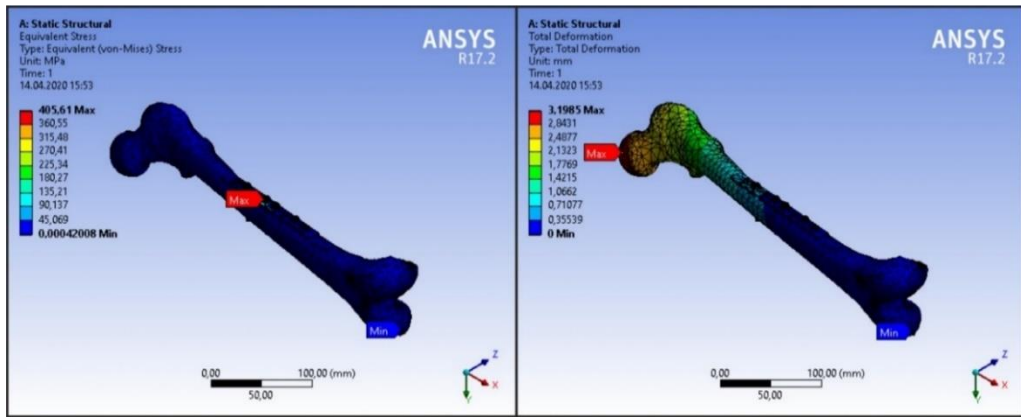 A: Static Structural
Equivalent Stress
Type: Equivalent (von-Mises) Stress
Unit: MPa
Time: 1
14.04.2020 15:53
ANSYS
R17.2
405,61 Max
360,55
315,48
270,41
225,34
180,27
135,21
90,137
45,069
0,00042008 Min
Max
Min
0,00
100,00 (mm)
50,00
Z
X
Y
A: Static Structural
Total Deformation
Type: Total Deformation
Unit: mm
Time: 1
14.04.2020 15:53
ANSYS
R17.2
3,1985 Max
2,8431
2,4877
2,1323
1,7769
1,4215
1,0662
0,71077
0,35539
0 Min
Max
Min
0,00
100,00 (mm)
50,00
Z
X
Y